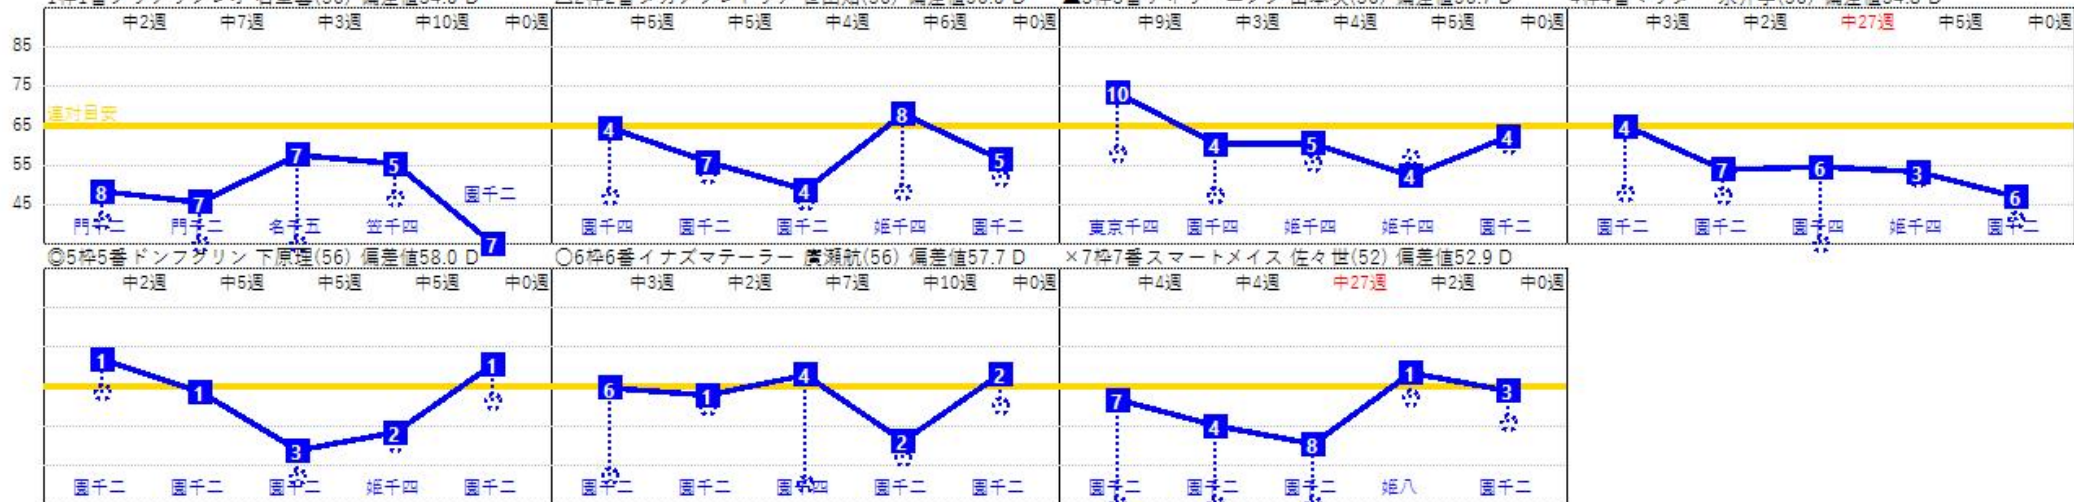 中2週 中7週 中3週 中10週 中0週 中5週 中5週 中4週 中6週 中0週 中9週 中3週 中4週 中5週 中0週 中3週 中2週 中27週 中5週 中0週
85
75
連対目安
65
55
45
4 8 10 4
8 7 7 5 7 7 4 5 4 5 4 4 7 6 3 6
門千二 門千二 名千五 笠千四 園千二 園千四 園千二 園千二 姫千四 園千二 東京千四 園千四 姫千四 姫千四 園千二 園千二 園千二 園千四 姫千四 園千二
◎5枠5番ドンフグリン 下原理(56) 偏差値58.0 D ○6枠6番イナズマテーラー 廣瀬航(56) 偏差値57.7 D ×7枠7番スマートメイス 佐々世(52) 偏差値52.9 D
中2週 中5週 中5週 中5週 中0週 中3週 中2週 中7週 中10週 中0週 中4週 中4週 中27週 中2週 中0週
1 1 3 2 1 6 1 4 2 2 7 4 8 1 3
園千二 園千二 園千二 姫千四 園千二 園千二 園千二 園千四 園千二 園千二 園千二 園千二 園千二 姫八 園千二